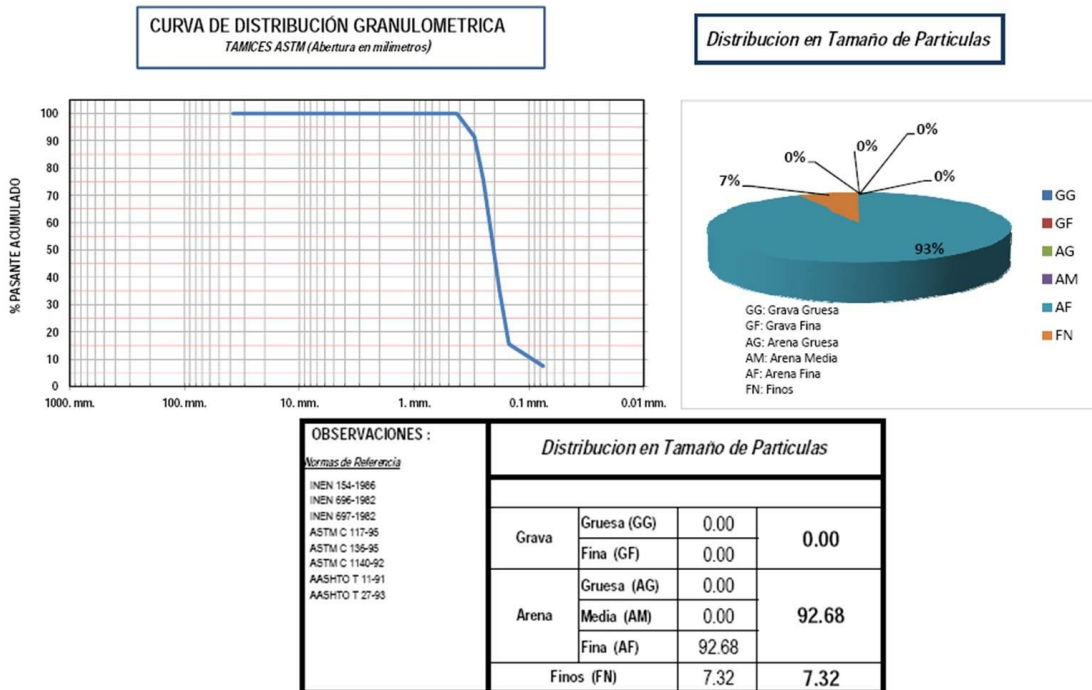 CURVA DE DISTRIBUCIÓN GRANULOMETRICA
TAMICES ASTM (Abertura en milimetros)
Distribucion en Tamaño de Particulas
% PASANTE ACUMULADO
100
90
80
70
60
50
40
30
20
10
0
1000. mm.
100. mm.
10. mm.
1. mm.
0.1 mm.
0.01 mm.
7%
0%
0%
0%
0%
93%
GG
GF
AG
AM
AF
FN
GG: Grava Gruesa
GF: Grava Fina
AG: Arena Gruesa
AM: Arena Media
AF: Arena Fina
FN: Finos
OBSERVACIONES :
Normas de Referencia
INEN 154-1986
INEN 696-1982
INEN 697-1982
ASTM C 117-95
ASTM C 136-95
ASTM C 1140-92
AASHTO T 11-91
AASHTO T 27-93
Distribucion en Tamaño de Particulas
Grava
Gruesa (GG) 0.00
0.00
Fina (GF) 0.00
Arena
Gruesa (AG) 0.00
Media (AM) 0.00
92.68
Fina (AF) 92.68
Finos (FN) 7.32 7.32